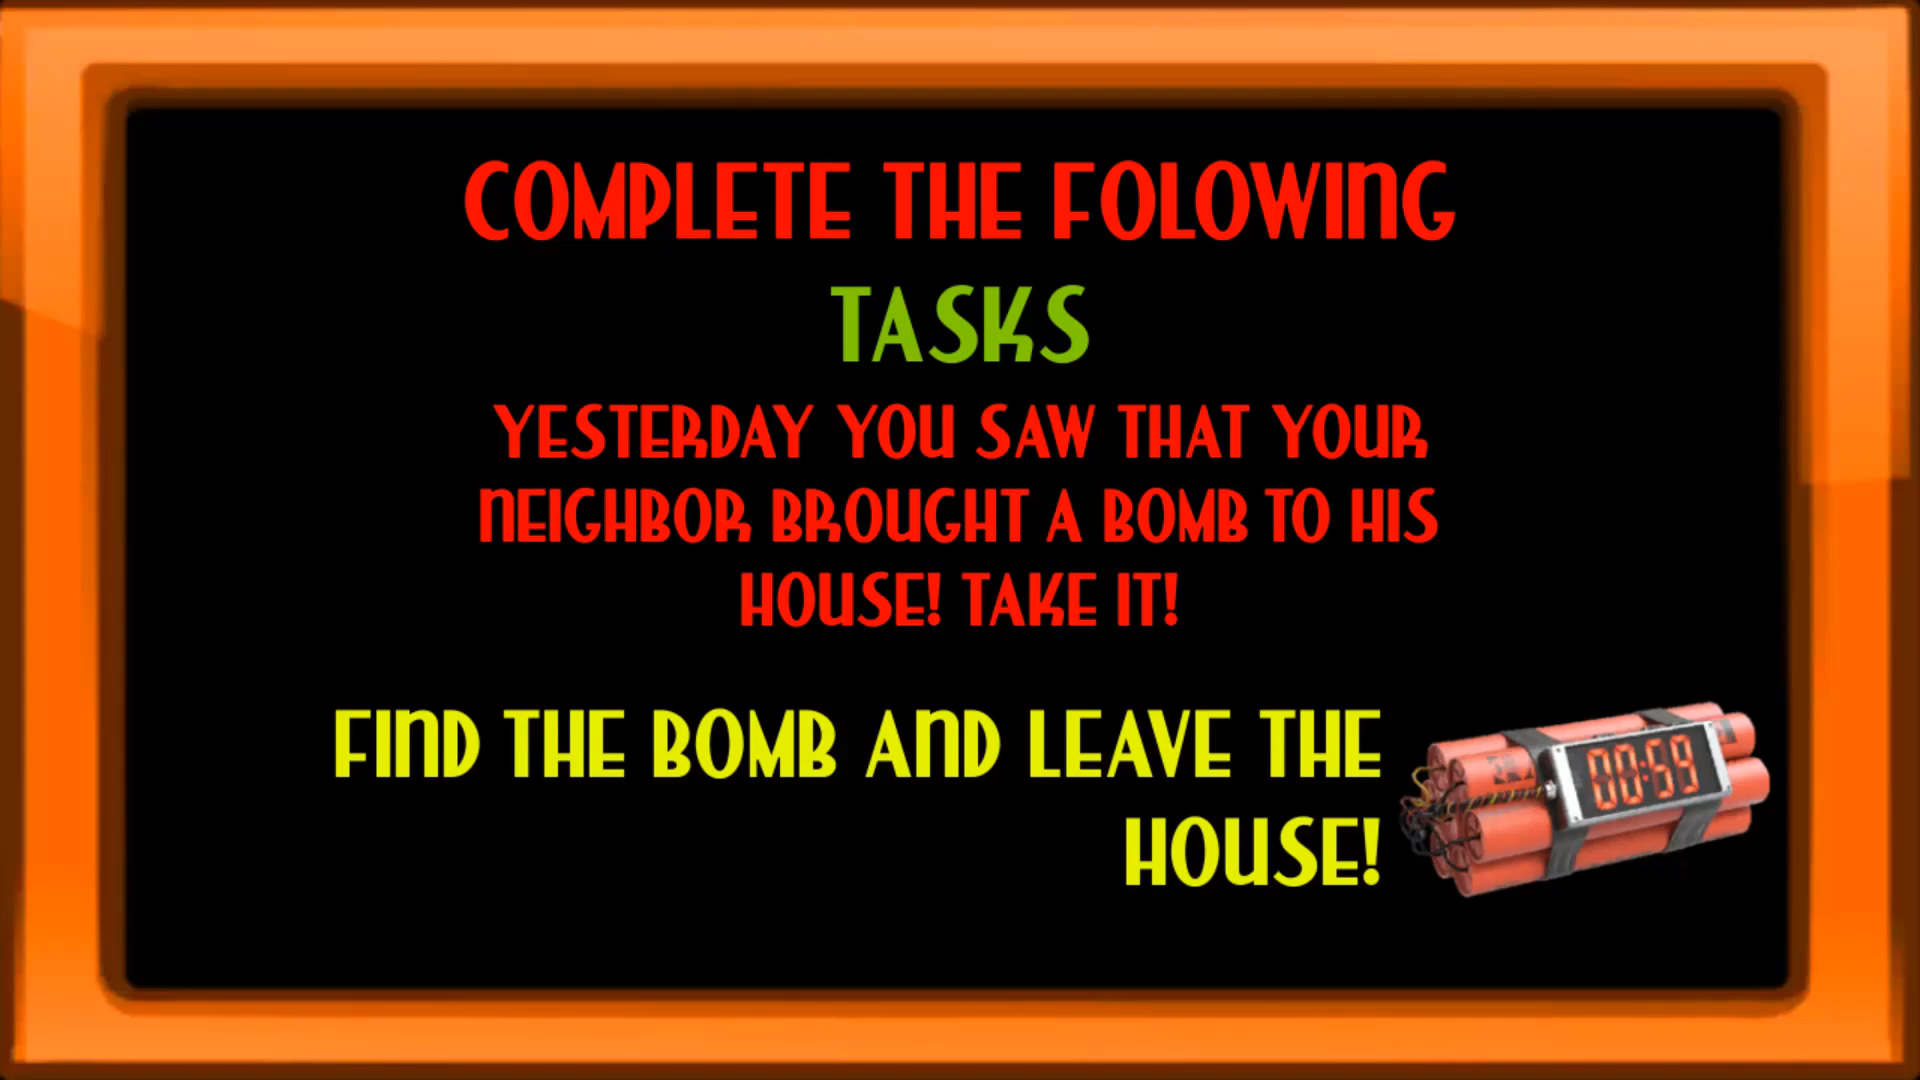 COMPLETE THE FOLOWING
TASKS
YESTERDAY YOU SAW THAT YOUR
NEIGHBOR BROUGHT A BOMB TO HIS
HOUSE! TAKE IT!
FIND THE BOMB AND LEAVE THE
HOUSE!
00:59